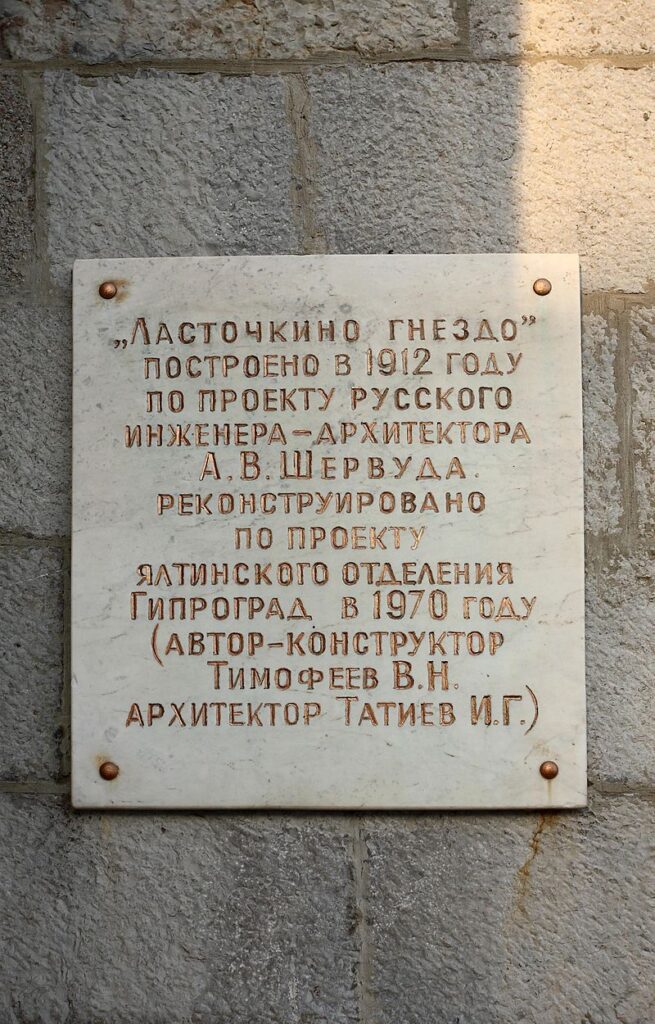 „Ласточкино гнездо”
построено в 1912 году
по проекту русского
инженера-архитектора
А.В.Шервуда.
реконструировано
по проекту
ялтинского отделения
Гипроград в 1970 году
(автор-конструктор
Тимофеев В.Н.
архитектор Татиев И.Г.)